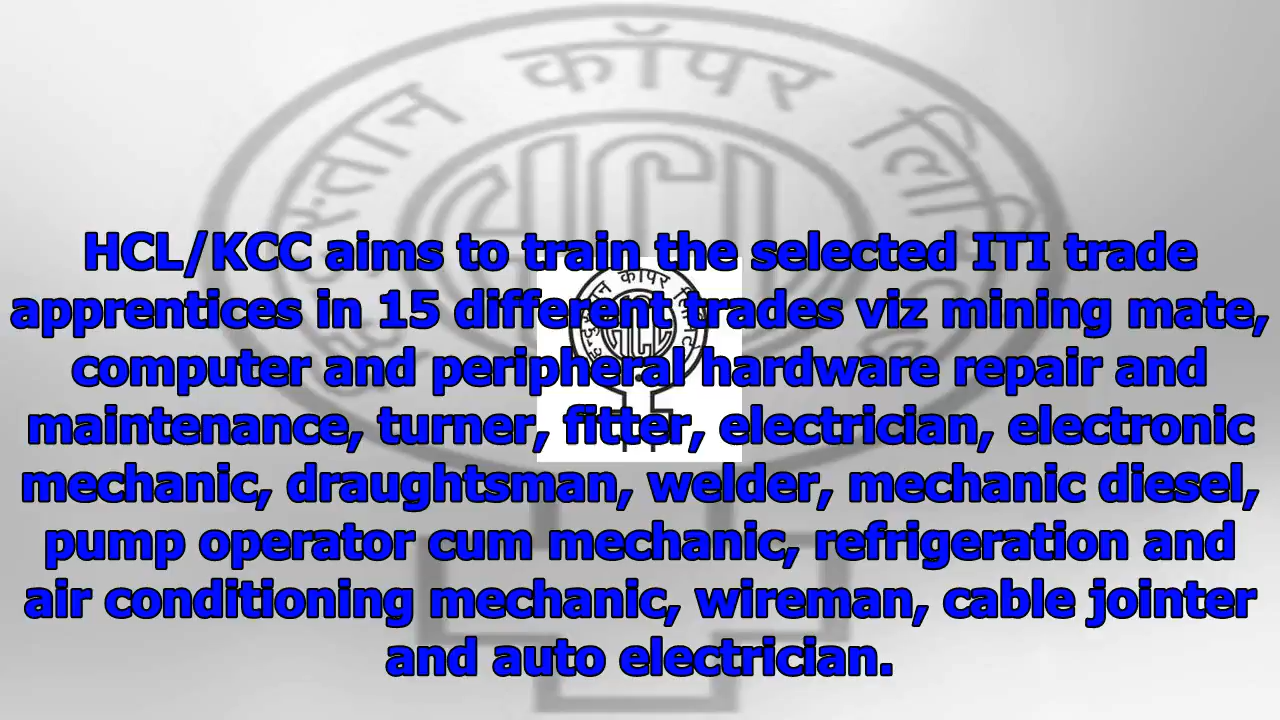 हिन्दुस्तान कॉपर लिमिटेड
HCL
HCL/KCC aims to train the selected ITI trade
apprentices in 15 different trades viz mining mate,
computer and peripheral hardware repair and
maintenance, turner, fitter, electrician, electronic
mechanic, draughtsman, welder, mechanic diesel,
pump operator cum mechanic, refrigeration and
air conditioning mechanic, wireman, cable jointer
and auto electrician.